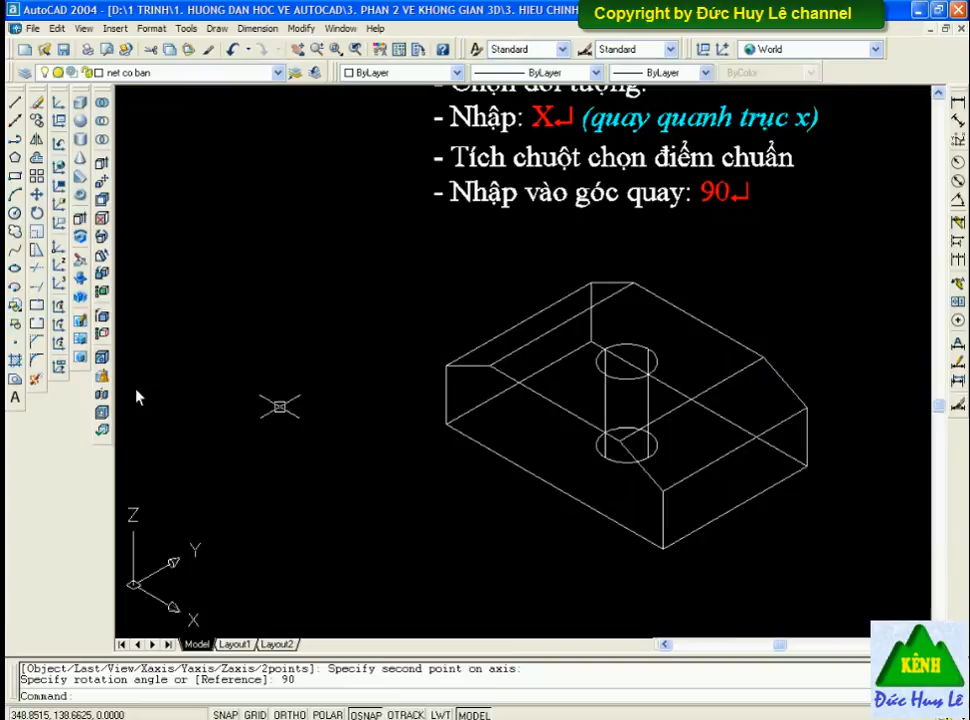 AutoCAD 2004 - [D:\1 TRINH\1. HUONG DAN HOC VE AUTOCAD\3. PHAN 2 VE KHONG GIAN 3D\3. HIEU CHINH
Copyright by Đức Huy Lê channel
File Edit View Insert Format Tools Draw Dimension Modify Window Help
Standard Standard World
net co ban ByLayer ByLayer ByLayer ByColor
- Chọn đối tượng.
- Nhập: X↵ (quay quanh trục x)
- Tích chuột chọn điểm chuẩn
- Nhập vào góc quay: 90↵
Z
Y
X
Model Layout1 Layout2
[Object/Last/View/Xaxis/Yaxis/Zaxis/2points]: Specify second point on axis:
Specify rotation angle or [Reference]: 90
Command:
348.8515, 138.6625, 0.0000 SNAP GRID ORTHO POLAR OSNAP OTRACK LWT MODEL
KÊNH
Đức Huy Lê